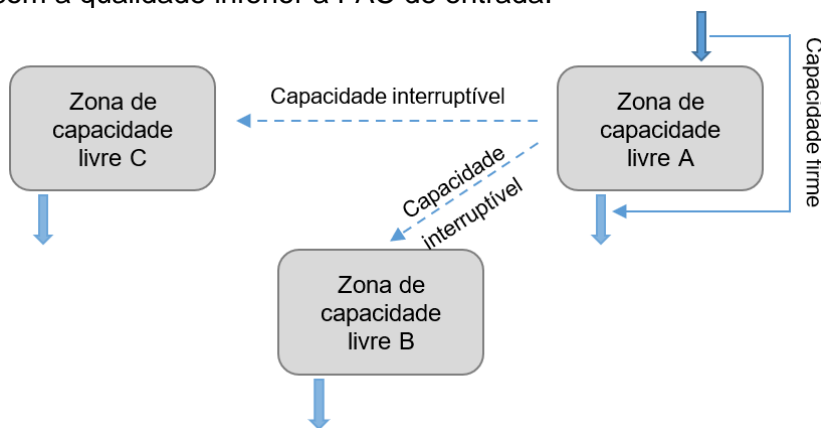 com a qualidade inferior à FAC de entrada.
Zona de
capacidade
livre C
Capacidade interruptível
Zona de
capacidade
livre A
Capacidade firme
Capacidade
interruptível
Zona de
capacidade
livre B